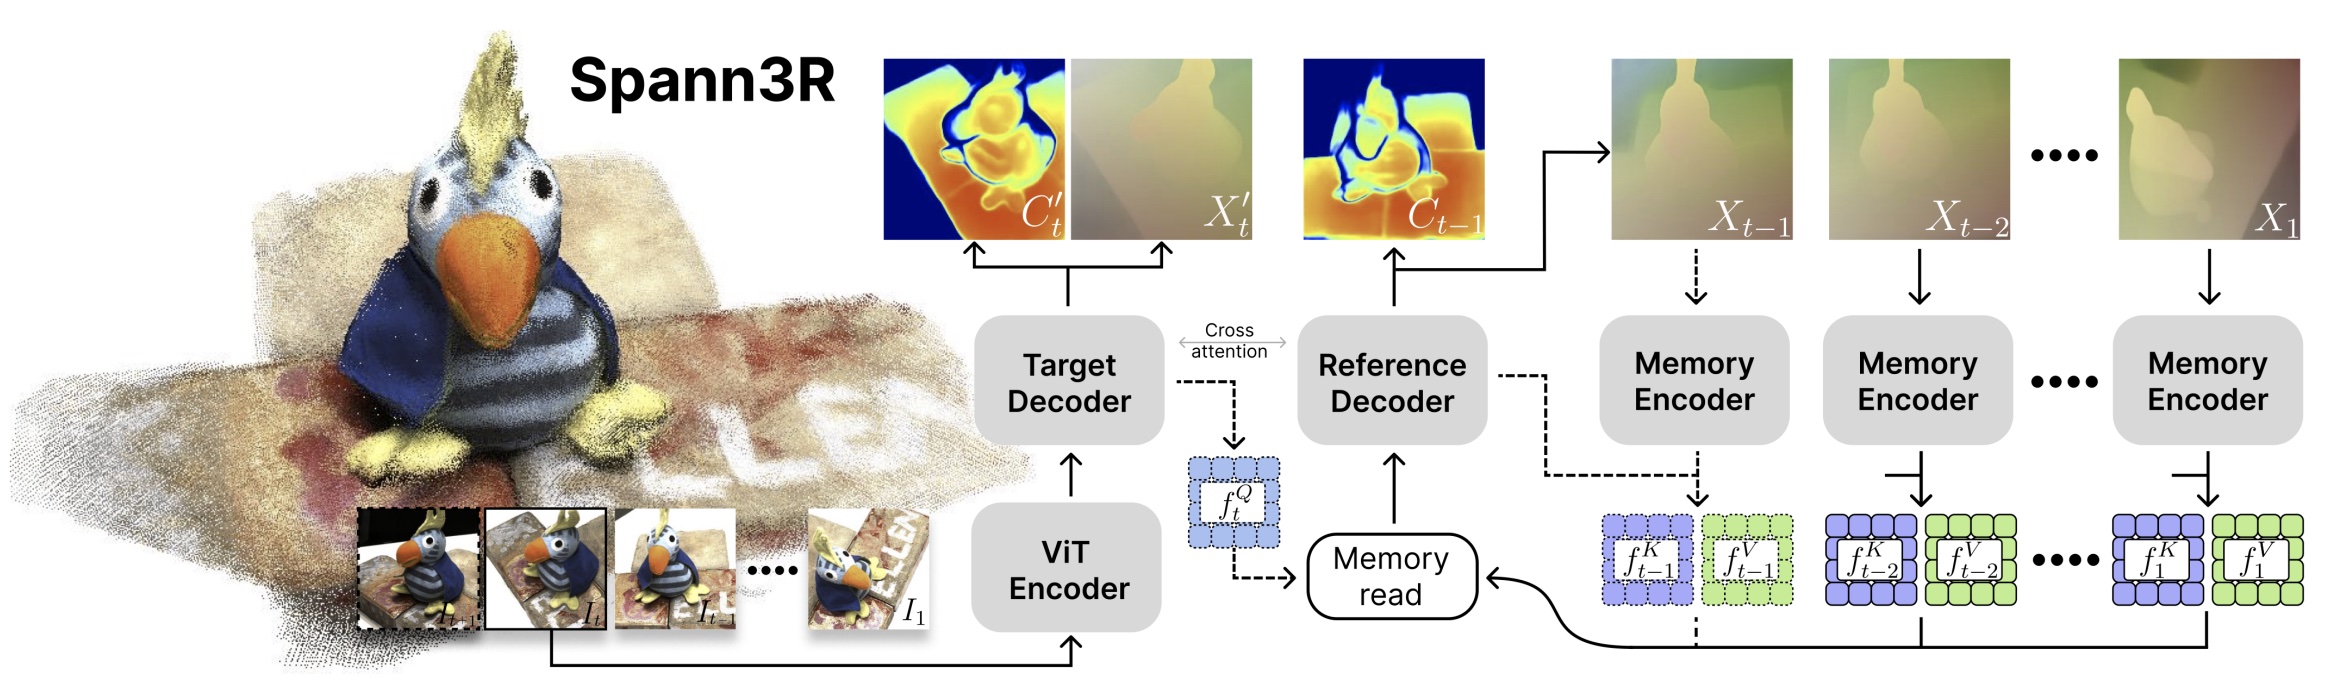 Spann3R
C′_t
X′_t
C_{t−1}
X_{t−1}
X_{t−2}
X_1
Target
Decoder
Cross
attention
Reference
Decoder
Memory
Encoder
Memory
Encoder
Memory
Encoder
f_t^Q
ViT
Encoder
Memory
read
f_{t−1}^K
f_{t−1}^V
f_{t−2}^K
f_{t−2}^V
f_1^K
f_1^V
I_{t+1}
I_t
I_{t−1}
I_1
ELLEN